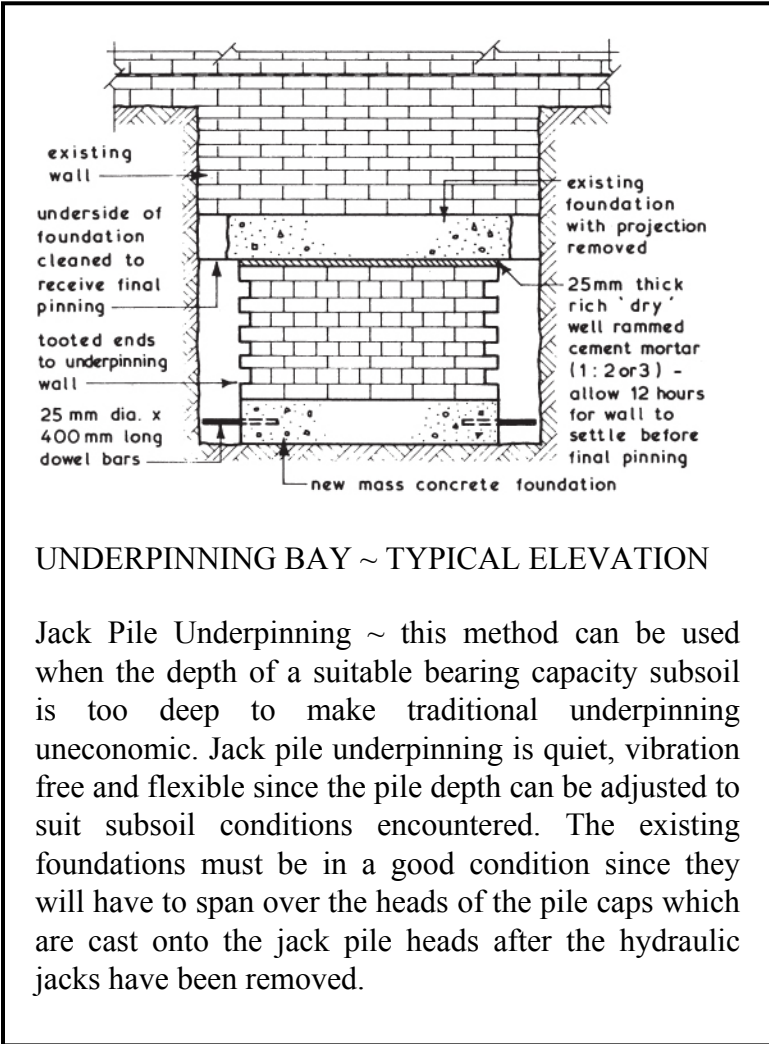 existing
wall
underside of
foundation
cleaned to
receive final
pinning
tooted ends
to underpinning
wall
25 mm dia. x
400 mm long
dowel bars
existing
foundation
with projection
removed
25mm thick
rich 'dry'
well rammed
cement mortar
(1:2 or 3) -
allow 12 hours
for wall to
settle before
final pinning
new mass concrete foundation
UNDERPINNING BAY ~ TYPICAL ELEVATION
Jack Pile Underpinning ~ this method can be used
when the depth of a suitable bearing capacity subsoil
is too deep to make traditional underpinning
uneconomic. Jack pile underpinning is quiet, vibration
free and flexible since the pile depth can be adjusted to
suit subsoil conditions encountered. The existing
foundations must be in a good condition since they
will have to span over the heads of the pile caps which
are cast onto the jack pile heads after the hydraulic
jacks have been removed.